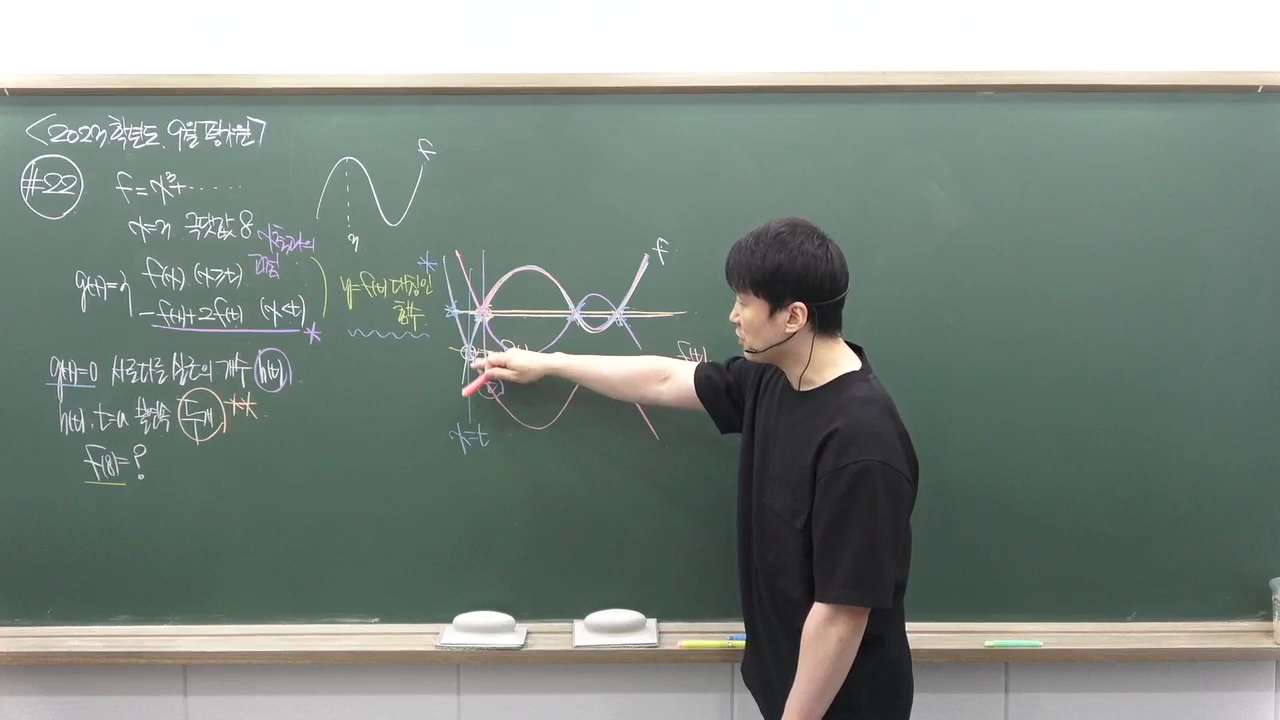 <2023학년도 9월 평가원>
#22 f=x³+······
x=n 극댓값 8
g(x)={ f(x) (x≥t)
-f(x)+2f(t) (x<t)
*
y=f(t) 대칭인
함수
g(x)=0 서로다른 실근의 개수 h(t)
h(t), t=a 불연속 두개 **
f(8)=?
f
n
*
f
f(t)
x=t